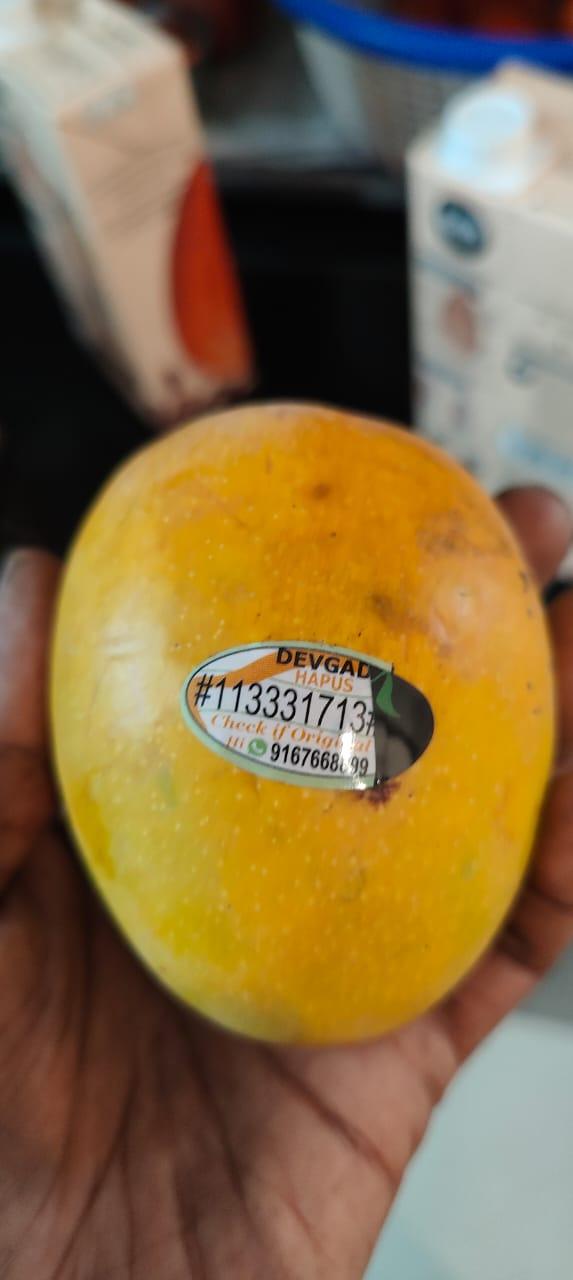 DEVGAD
HAPUS
#113331713#
Check if Original
Hi